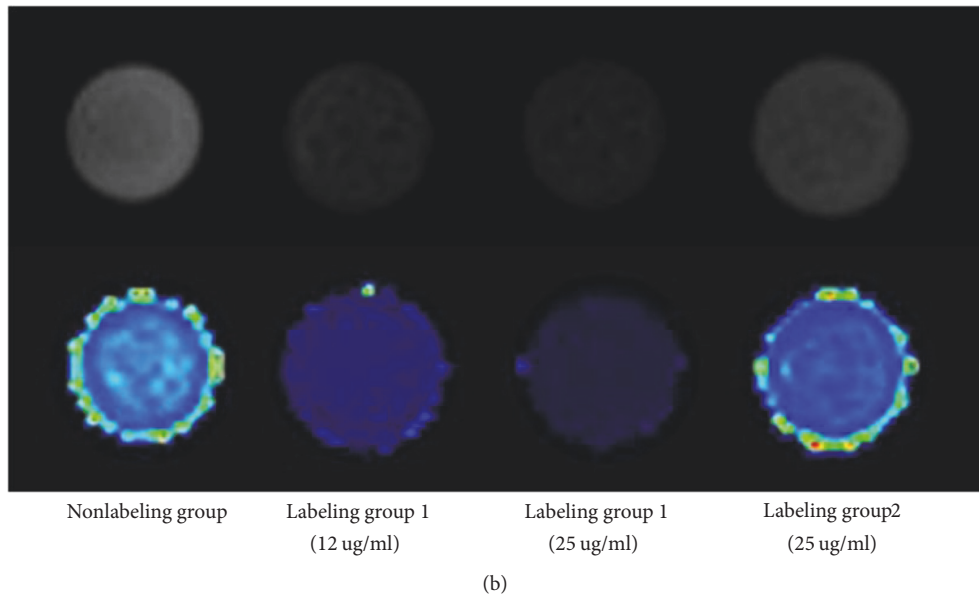 Nonlabeling group Labeling group 1 Labeling group 1 Labeling group2
(12 ug/ml) (25 ug/ml) (25 ug/ml)
(b)